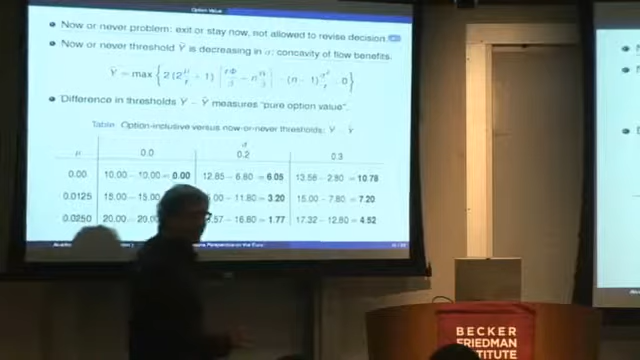 Option Value
Now or never problem: exit or stay now, not allowed to revise decision.
Now or never threshold Ŷ is decreasing in σ: concavity of flow benefits.
Difference in thresholds Ȳ − Ŷ measures "pure option value".
Table: Option-inclusive versus now-or-never thresholds: Ȳ − Ŷ
σ
μ 0.0 0.2 0.3
0.00 10.00 − 10.00 = 0.00 12.85 − 6.80 = 6.05 13.58 − 2.80 = 10.78
0.0125 15.00 − 15.00 − 11.80 = 3.20 15.00 − 7.80 = 7.20
0.0250 20.00 − 20.00 − 16.80 = 1.77 17.32 − 12.80 = 4.52
BECKER
FRIEDMAN
INSTITUTE